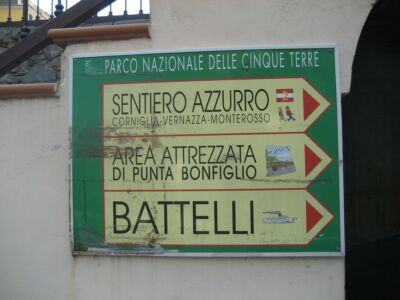 PARCO NAZIONALE DELLE CINQUE TERRE
SENTIERO AZZURRO
CORNIGLIA-VERNAZZA-MONTEROSSO
AREA ATTREZZATA
DI PUNTA BONFIGLIO
BATTELLI